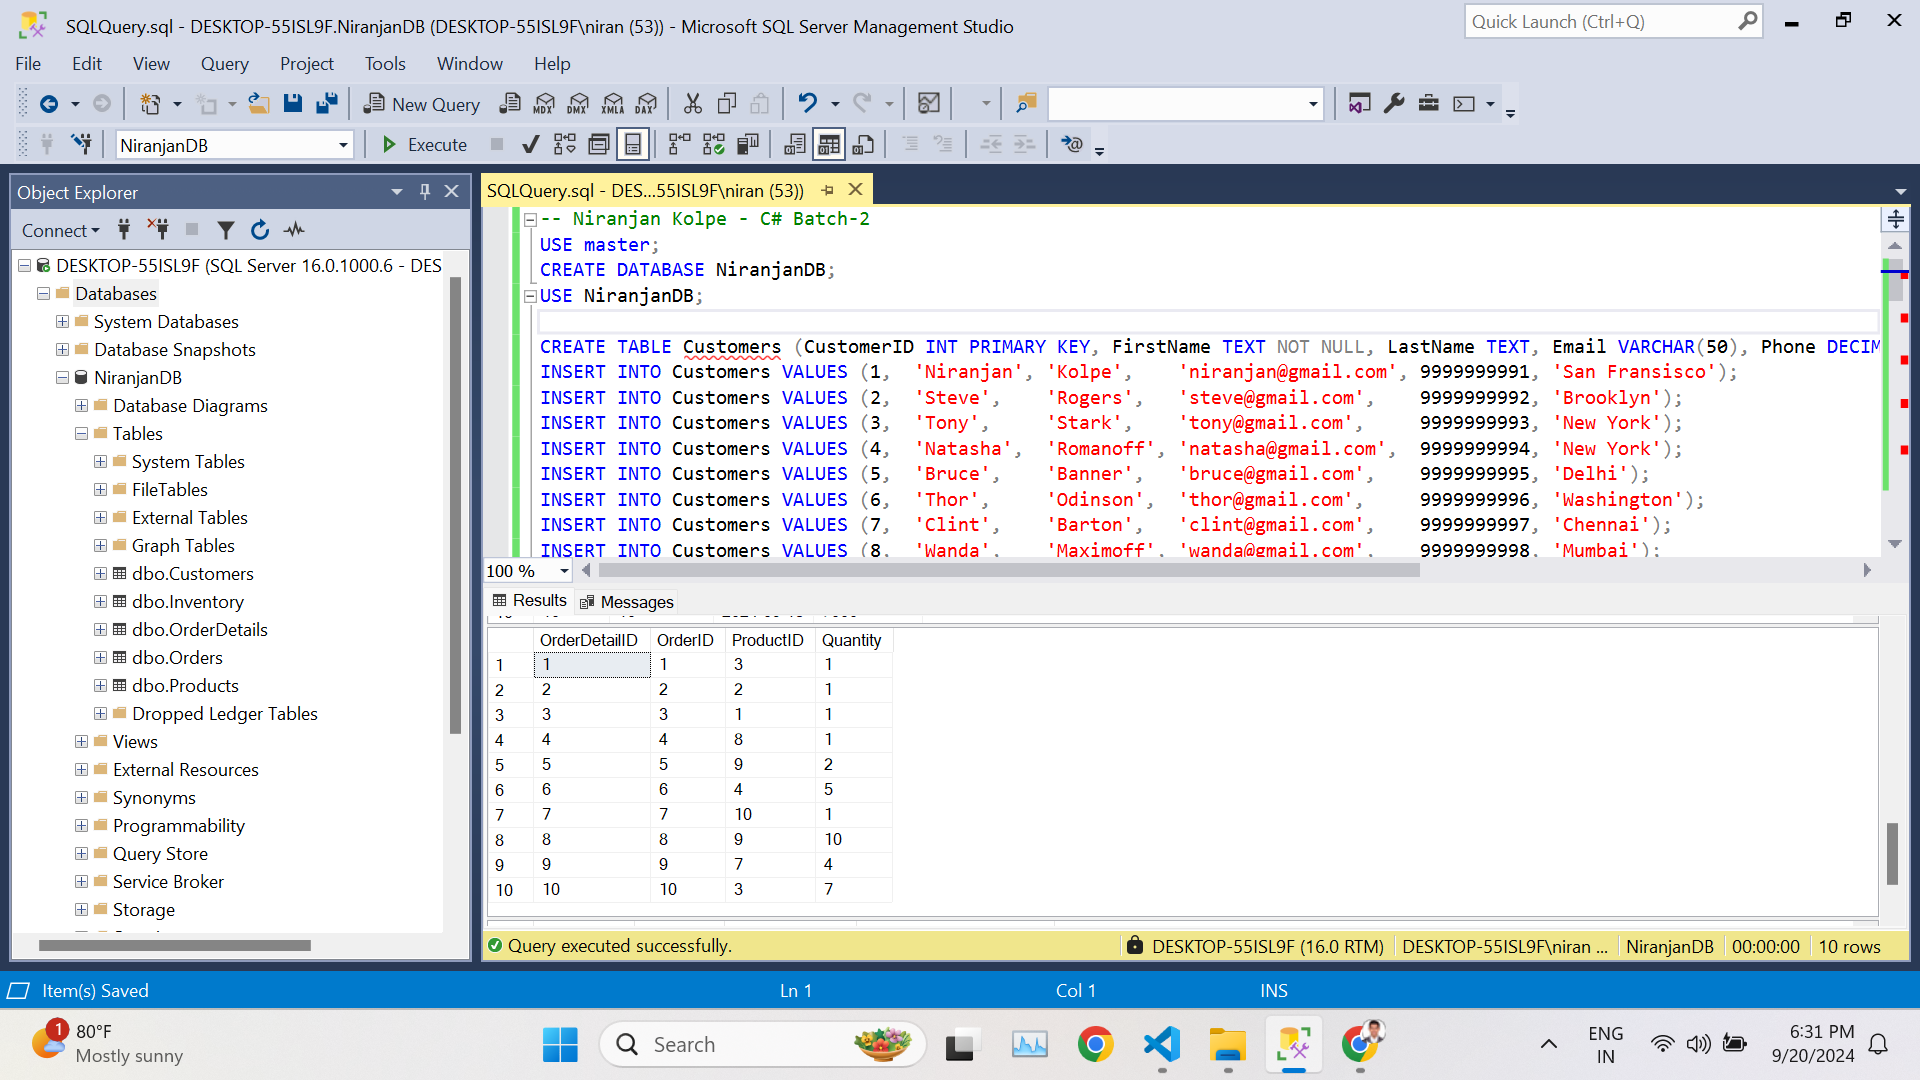 SQLQuery.sql - DESKTOP-55ISL9F.NiranjanDB (DESKTOP-55ISL9F\niran (53)) - Microsoft SQL Server Management Studio
Quick Launch (Ctrl+Q)
File Edit View Query Project Tools Window Help
New Query MDX DMX XMLA DAX
NiranjanDB Execute
Object Explorer
Connect
DESKTOP-55ISL9F (SQL Server 16.0.1000.6 - DES
Databases
System Databases
Database Snapshots
NiranjanDB
Database Diagrams
Tables
System Tables
FileTables
External Tables
Graph Tables
dbo.Customers
dbo.Inventory
dbo.OrderDetails
dbo.Orders
dbo.Products
Dropped Ledger Tables
Views
External Resources
Synonyms
Programmability
Query Store
Service Broker
Storage
SQLQuery.sql - DES...55ISL9F\niran (53))
-- Niranjan Kolpe - C# Batch-2
USE master;
CREATE DATABASE NiranjanDB;
USE NiranjanDB;
CREATE TABLE Customers (CustomerID INT PRIMARY KEY, FirstName TEXT NOT NULL, LastName TEXT, Email VARCHAR(50), Phone DECIM
INSERT INTO Customers VALUES (1, 'Niranjan', 'Kolpe', 'niranjan@gmail.com', 9999999991, 'San Fransisco');
INSERT INTO Customers VALUES (2, 'Steve', 'Rogers', 'steve@gmail.com', 9999999992, 'Brooklyn');
INSERT INTO Customers VALUES (3, 'Tony', 'Stark', 'tony@gmail.com', 9999999993, 'New York');
INSERT INTO Customers VALUES (4, 'Natasha', 'Romanoff', 'natasha@gmail.com', 9999999994, 'New York');
INSERT INTO Customers VALUES (5, 'Bruce', 'Banner', 'bruce@gmail.com', 9999999995, 'Delhi');
INSERT INTO Customers VALUES (6, 'Thor', 'Odinson', 'thor@gmail.com', 9999999996, 'Washington');
INSERT INTO Customers VALUES (7, 'Clint', 'Barton', 'clint@gmail.com', 9999999997, 'Chennai');
INSERT INTO Customers VALUES (8, 'Wanda', 'Maximoff', 'wanda@gmail.com', 9999999998, 'Mumbai');
100 %
Results Messages
OrderDetailID OrderID ProductID Quantity
1 1 1 3 1
2 2 2 2 1
3 3 3 1 1
4 4 4 8 1
5 5 5 9 2
6 6 6 4 5
7 7 7 10 1
8 8 8 9 10
9 9 9 7 4
10 10 10 3 7
Query executed successfully. DESKTOP-55ISL9F (16.0 RTM) DESKTOP-55ISL9F\niran ... NiranjanDB 00:00:00 10 rows
Item(s) Saved Ln 1 Col 1 INS
1 80°F
Mostly sunny
Search
ENG
IN
6:31 PM
9/20/2024